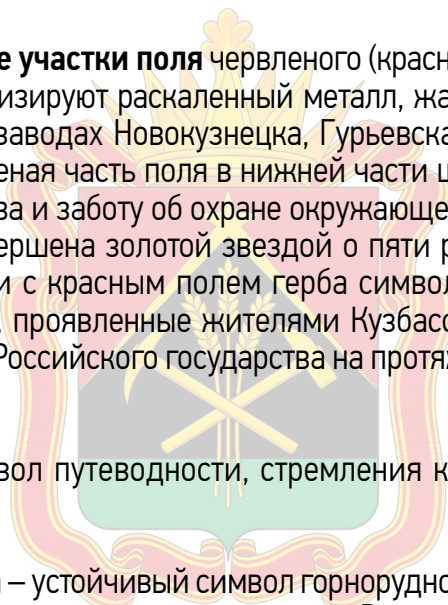 е участки поля червленого (красн
изируют раскаленный металл, жа
заводах Новокузнецка, Гурьевска
еная часть поля в нижней части щ
ва и заботу об охране окружающе
ершена золотой звездой о пяти р
и с красным полем герба символ
, проявленные жителями Кузбасс
Российского государства на протя
вол путеводности, стремления к
– устойчивый символ горнорудно